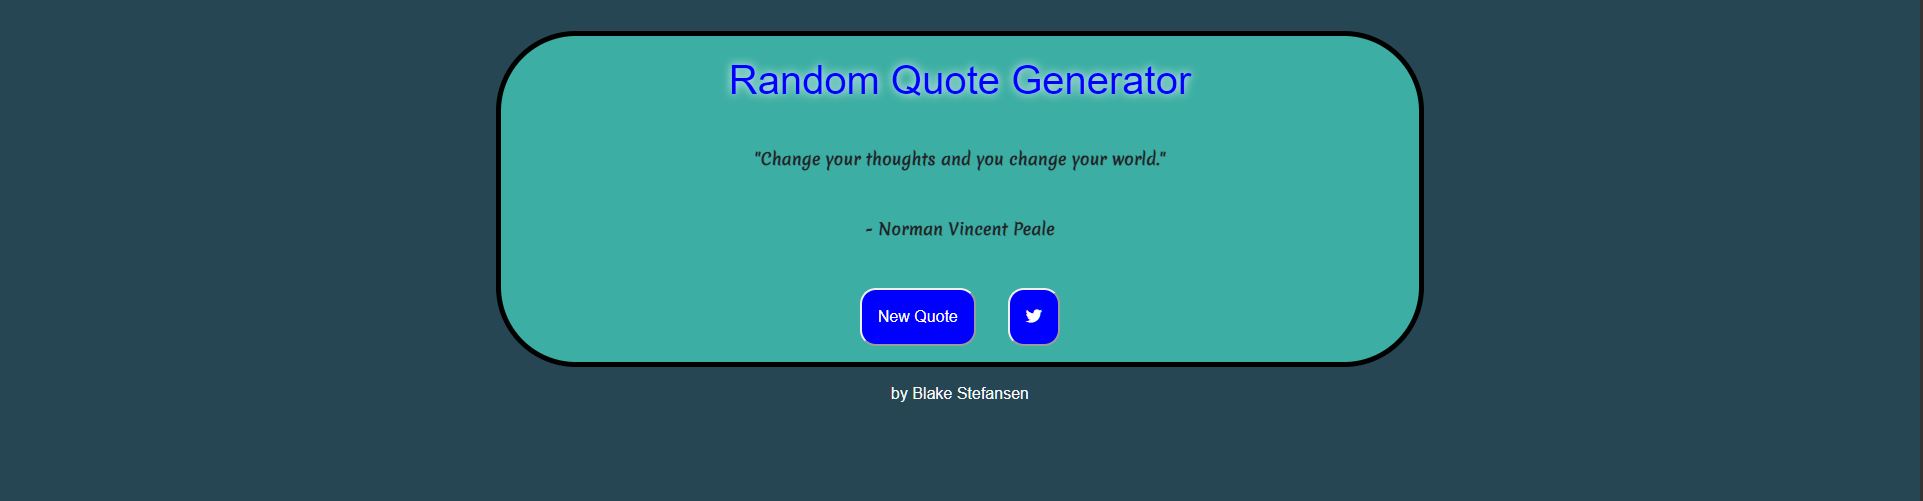 Random Quote Generator
"Change your thoughts and you change your world."
- Norman Vincent Peale
New Quote
by Blake Stefansen